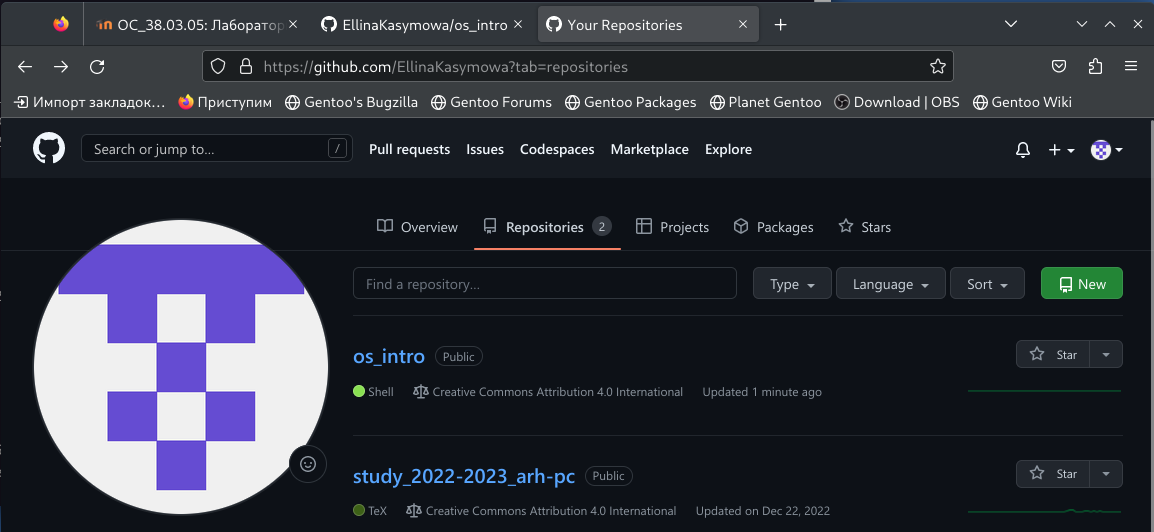 ОС_38.03.05: Лаборатор
EllinaKasymowa/os_intro
Your Repositories
https://github.com/EllinaKasymowa?tab=repositories
Импорт закладок… Приступим Gentoo's Bugzilla Gentoo Forums Gentoo Packages Planet Gentoo Download | OBS Gentoo Wiki
Search or jump to... / Pull requests Issues Codespaces Marketplace Explore
Overview Repositories 2 Projects Packages Stars
Find a repository… Type Language Sort New
os_intro Public Star
Shell Creative Commons Attribution 4.0 International Updated 1 minute ago
study_2022-2023_arh-pc Public Star
TeX Creative Commons Attribution 4.0 International Updated on Dec 22, 2022